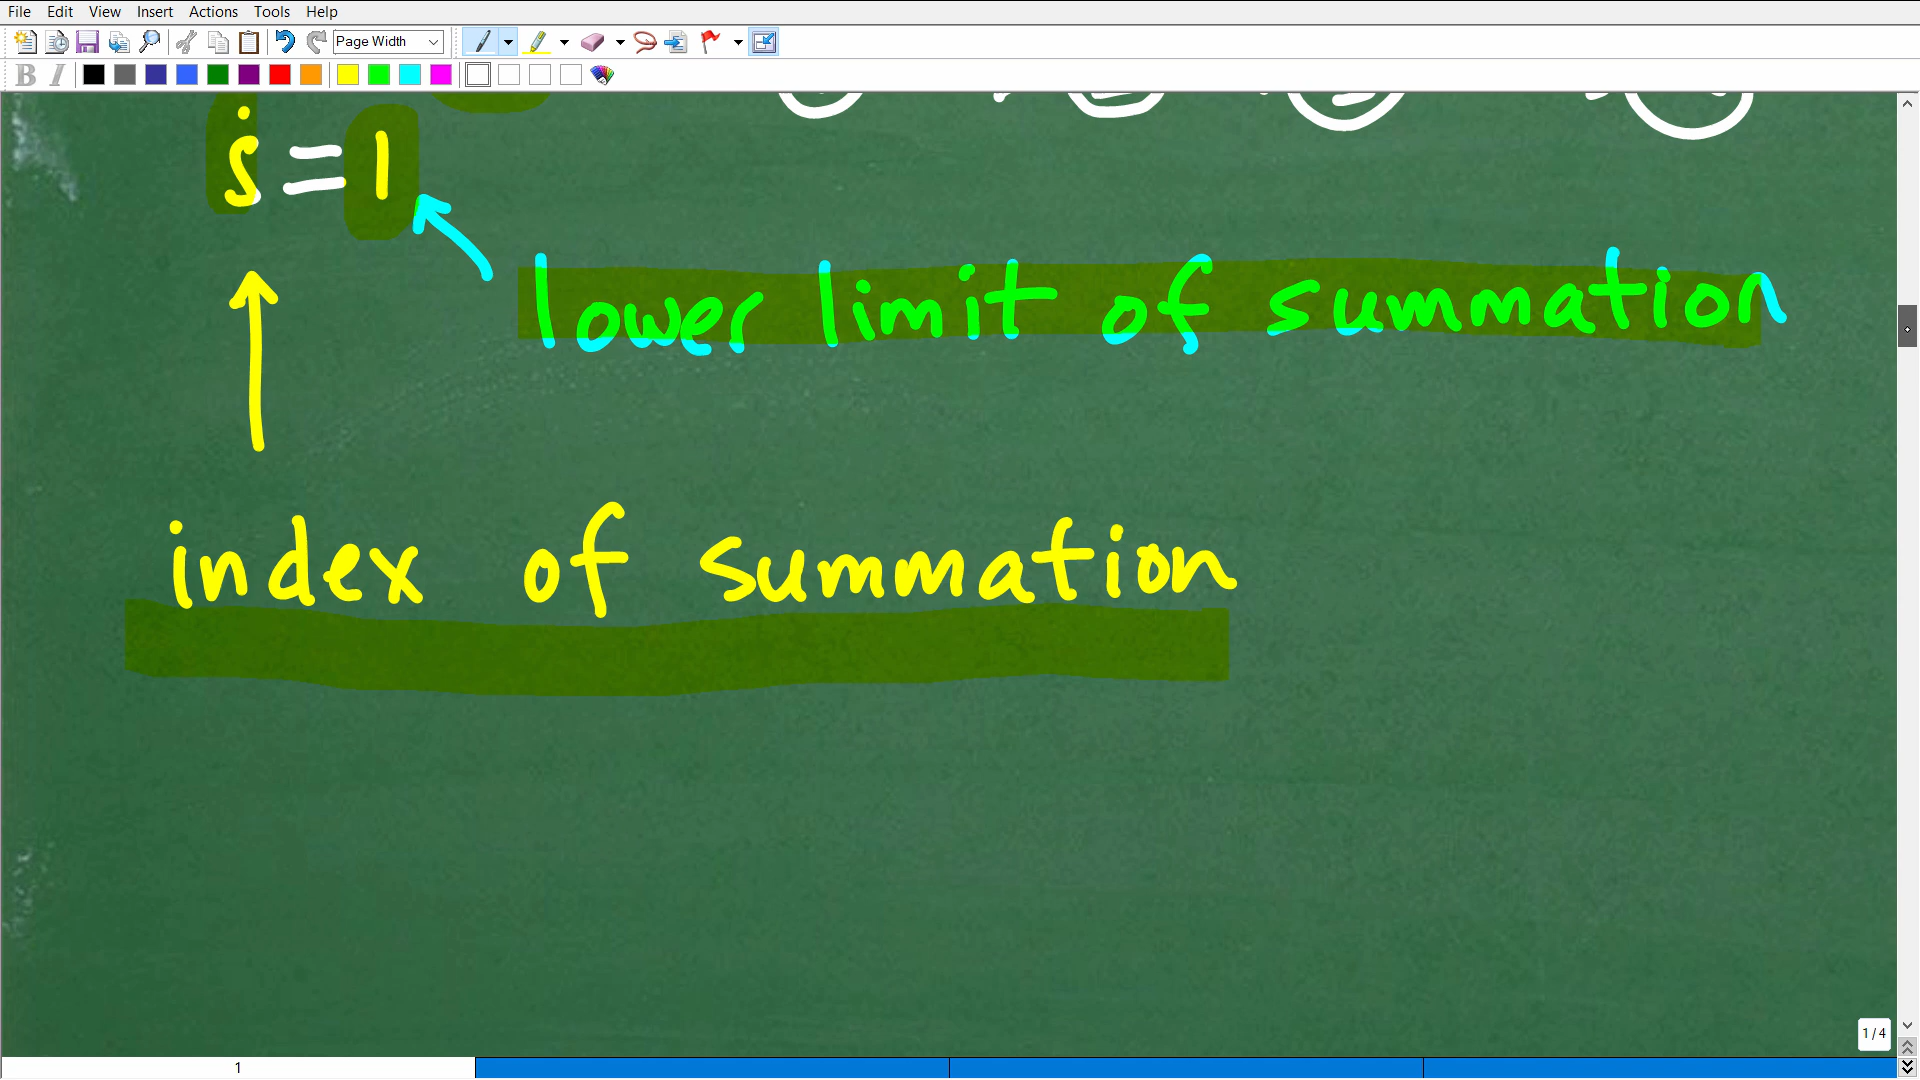 File Edit View Insert Actions Tools Help
Page Width
B I
i = 1
lower limit of summation
index of summation
1 / 4
1